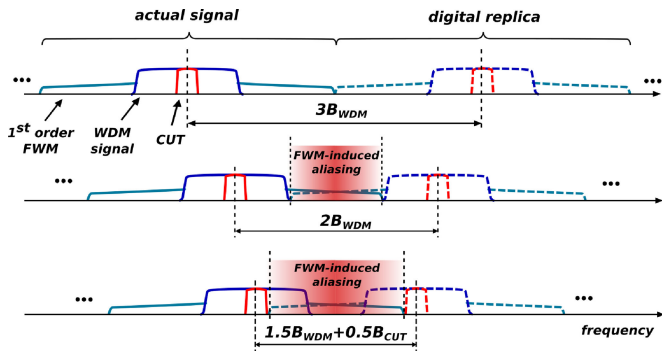 actual signal
digital replica
1st order FWM
WDM signal
CUT
3BWDM
FWM-induced aliasing
2BWDM
FWM-induced aliasing
1.5BWDM+0.5BCUT
frequency